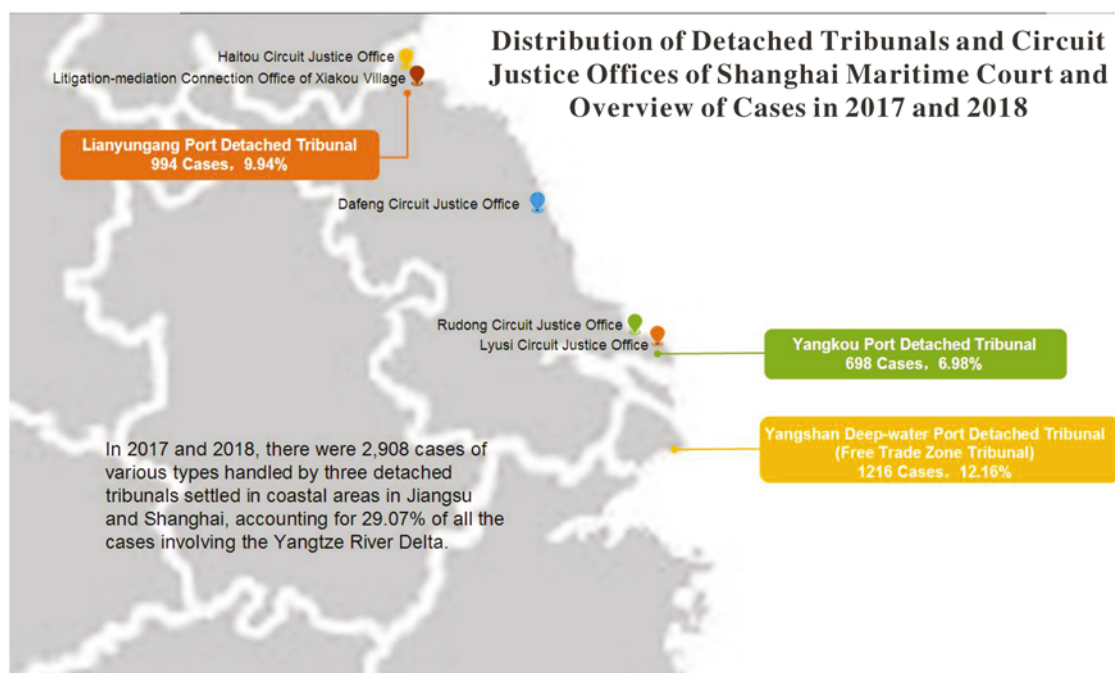 Distribution of Detached Tribunals and Circuit
Justice Offices of Shanghai Maritime Court and
Overview of Cases in 2017 and 2018
Haitou Circuit Justice Office
Litigation-mediation Connection Office of Xiakou Village
Lianyungang Port Detached Tribunal
994 Cases, 9.94%
Dafeng Circuit Justice Office
Rudong Circuit Justice Office
Lyusi Circuit Justice Office
Yangkou Port Detached Tribunal
698 Cases, 6.98%
Yangshan Deep-water Port Detached Tribunal
(Free Trade Zone Tribunal)
1216 Cases, 12.16%
In 2017 and 2018, there were 2,908 cases of
various types handled by three detached
tribunals settled in coastal areas in Jiangsu
and Shanghai, accounting for 29.07% of all the
cases involving the Yangtze River Delta.